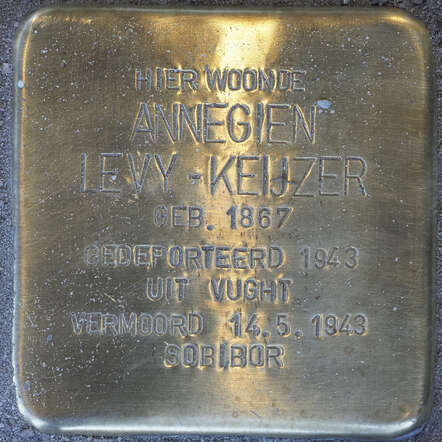 HIER WOONDE
ANNEGIEN
LEVY-KEIJZER
GEB. 1867
GEDEPORTEERD 1943
UIT VUGHT
VERMOORD 14.5.1943
SOBIBOR